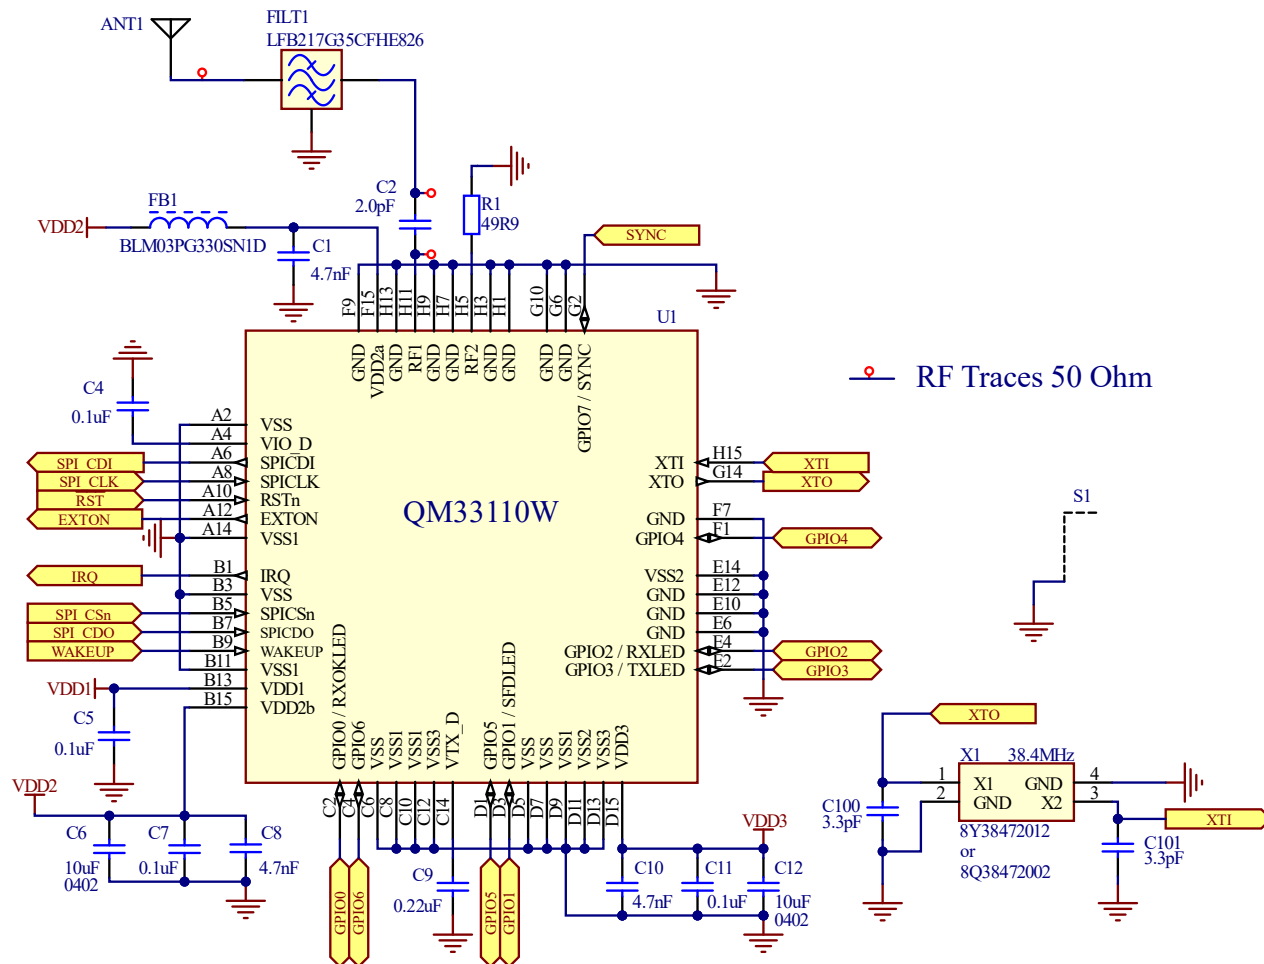 ANT1
FILT1
LFB217G35CFHE826
C2
2.0pF
R1
49R9
FB1
VDD2
BLM03PG330SN1D
C1
4.7nF
SYNC
F9
F15
H13
H11
H9
H7
H5
H3
H1
G10
G6
G2
U1
GND
VDD2a
GND
RF1
GND
GND
RF2
GND
GND
GND
GND
GPIO7 / SYNC
RF Traces 50 Ohm
C4
0.1uF
A2 VSS
A4 VIO_D
SPI_CDI A6 SPICDI
SPI_CLK A8 SPICLK
RST A10 RSTn
EXTON A12 EXTON
A14 VSS1
IRQ B1 IRQ
B3 VSS
SPI_CSn B5 SPICSn
SPI_CDO B7 SPICDO
WAKEUP B9 WAKEUP
B11 VSS1
VDD1 B13 VDD1
B15 VDD2b
QM33110W
XTI H15 XTI
XTO G14 XTO
GND F7
GPIO4 F1 GPIO4
VSS2 E14
GND E12
GND E10
GND E6
GPIO2 / RXLED E4 GPIO2
GPIO3 / TXLED E2 GPIO3
S1
C5
0.1uF
VDD2
C6
10uF
0402
C7
0.1uF
C8
4.7nF
GPIO0 / RXOKLED
GPIO6
VSS
VSS1
VSS1
VSS3
VTX_D
GPIO5
GPIO1 / SFDLED
VSS
VSS
VSS1
VSS2
VSS3
VDD3
C2
C4
C6
C8
C10
C12
C14
D1
D3
D5
D7
D9
D11
D13
D15
GPIO0
GPIO6
GPIO5
GPIO1
C9
0.22uF
VDD3
C10
4.7nF
C11
0.1uF
C12
10uF
0402
XTO
X1 38.4MHz
1 X1 GND 4
2 GND X2 3
C100
3.3pF
8Y38472012
or
8Q38472002
XTI
C101
3.3pF